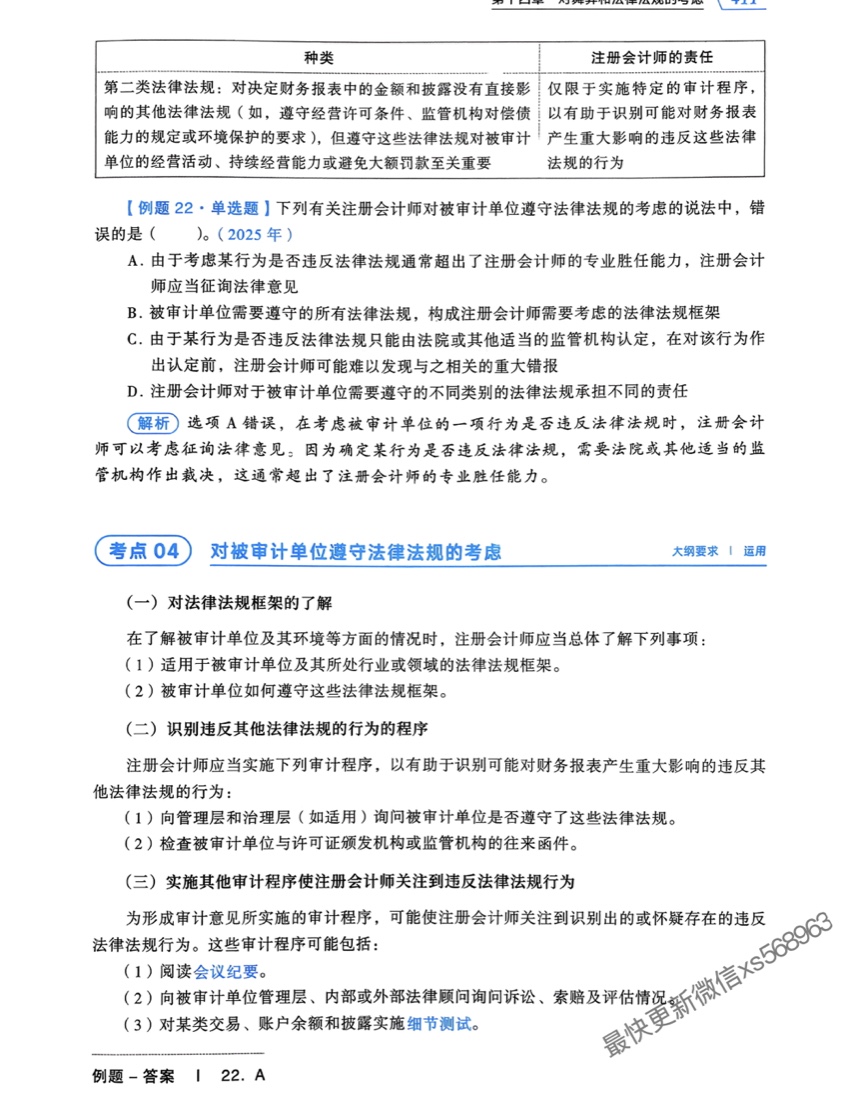 第十四章 对舞弊和法律法规的考虑 411
种类 注册会计师的责任
第二类法律法规：对决定财务报表中的金额和披露没有直接影 仅限于实施特定的审计程序，
响的其他法律法规（如，遵守经营许可条件、监管机构对偿债 以有助于识别可能对财务报表
能力的规定或环境保护的要求），但遵守这些法律法规对被审计 产生重大影响的违反这些法律
单位的经营活动、持续经营能力或避免大额罚款至关重要 法规的行为
【例题 22·单选题】下列有关注册会计师对被审计单位遵守法律法规的考虑的说法中，错
误的是（ ）。（2025 年）
A. 由于考虑某行为是否违反法律法规通常超出了注册会计师的专业胜任能力，注册会计
师应当征询法律意见
B. 被审计单位需要遵守的所有法律法规，构成注册会计师需要考虑的法律法规框架
C. 由于某行为是否违反法律法规只能由法院或其他适当的监管机构认定，在对该行为作
出认定前，注册会计师可能难以发现与之相关的重大错报
D. 注册会计师对于被审计单位需要遵守的不同类别的法律法规承担不同的责任
解析 选项 A 错误，在考虑被审计单位的一项行为是否违反法律法规时，注册会计
师可以考虑征询法律意见。因为确定某行为是否违反法律法规，需要法院或其他适当的监
管机构作出裁决，这通常超出了注册会计师的专业胜任能力。
考点 04 对被审计单位遵守法律法规的考虑 大纲要求 | 运用
（一）对法律法规框架的了解
在了解被审计单位及其环境等方面的情况时，注册会计师应当总体了解下列事项：
（1）适用于被审计单位及其所处行业或领域的法律法规框架。
（2）被审计单位如何遵守这些法律法规框架。
（二）识别违反其他法律法规的行为的程序
注册会计师应当实施下列审计程序，以有助于识别可能对财务报表产生重大影响的违反其
他法律法规的行为：
（1）向管理层和治理层（如适用）询问被审计单位是否遵守了这些法律法规。
（2）检查被审计单位与许可证颁发机构或监管机构的往来函件。
（三）实施其他审计程序使注册会计师关注到违反法律法规行为
为形成审计意见所实施的审计程序，可能使注册会计师关注到识别出的或怀疑存在的违反
法律法规行为。这些审计程序可能包括：
（1）阅读会议纪要。
（2）向被审计单位管理层、内部或外部法律顾问询问诉讼、索赔及评估情况。
（3）对某类交易、账户余额和披露实施细节测试。
最快更新微信xs568963
例题 – 答案 | 22. A